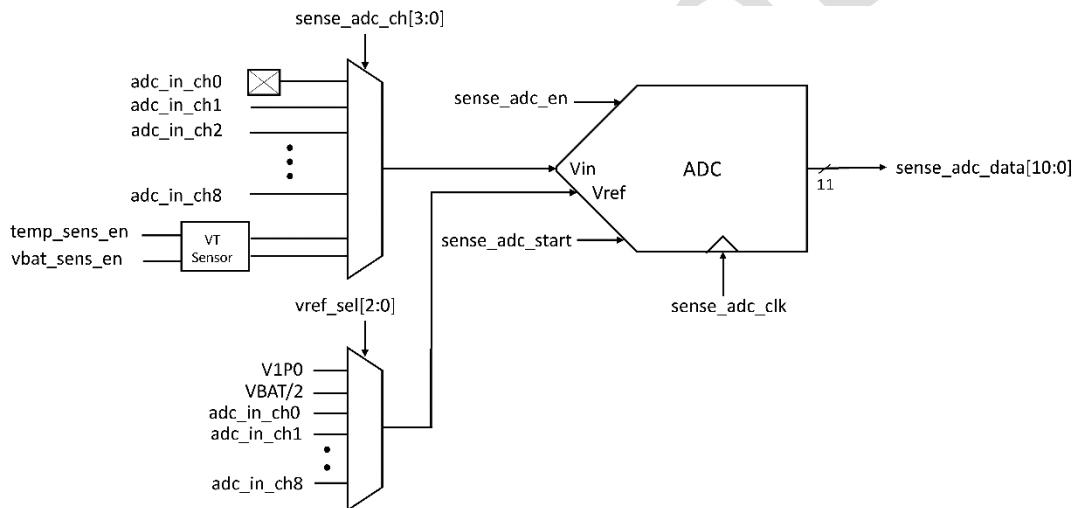 sense_adc_ch[3:0]
adc_in_ch0
adc_in_ch1
adc_in_ch2
adc_in_ch8
temp_sens_en
vbat_sens_en
VT
Sensor
sense_adc_en
Vin
Vref
ADC
sense_adc_start
sense_adc_clk
11
sense_adc_data[10:0]
vref_sel[2:0]
V1P0
VBAT/2
adc_in_ch0
adc_in_ch1
adc_in_ch8